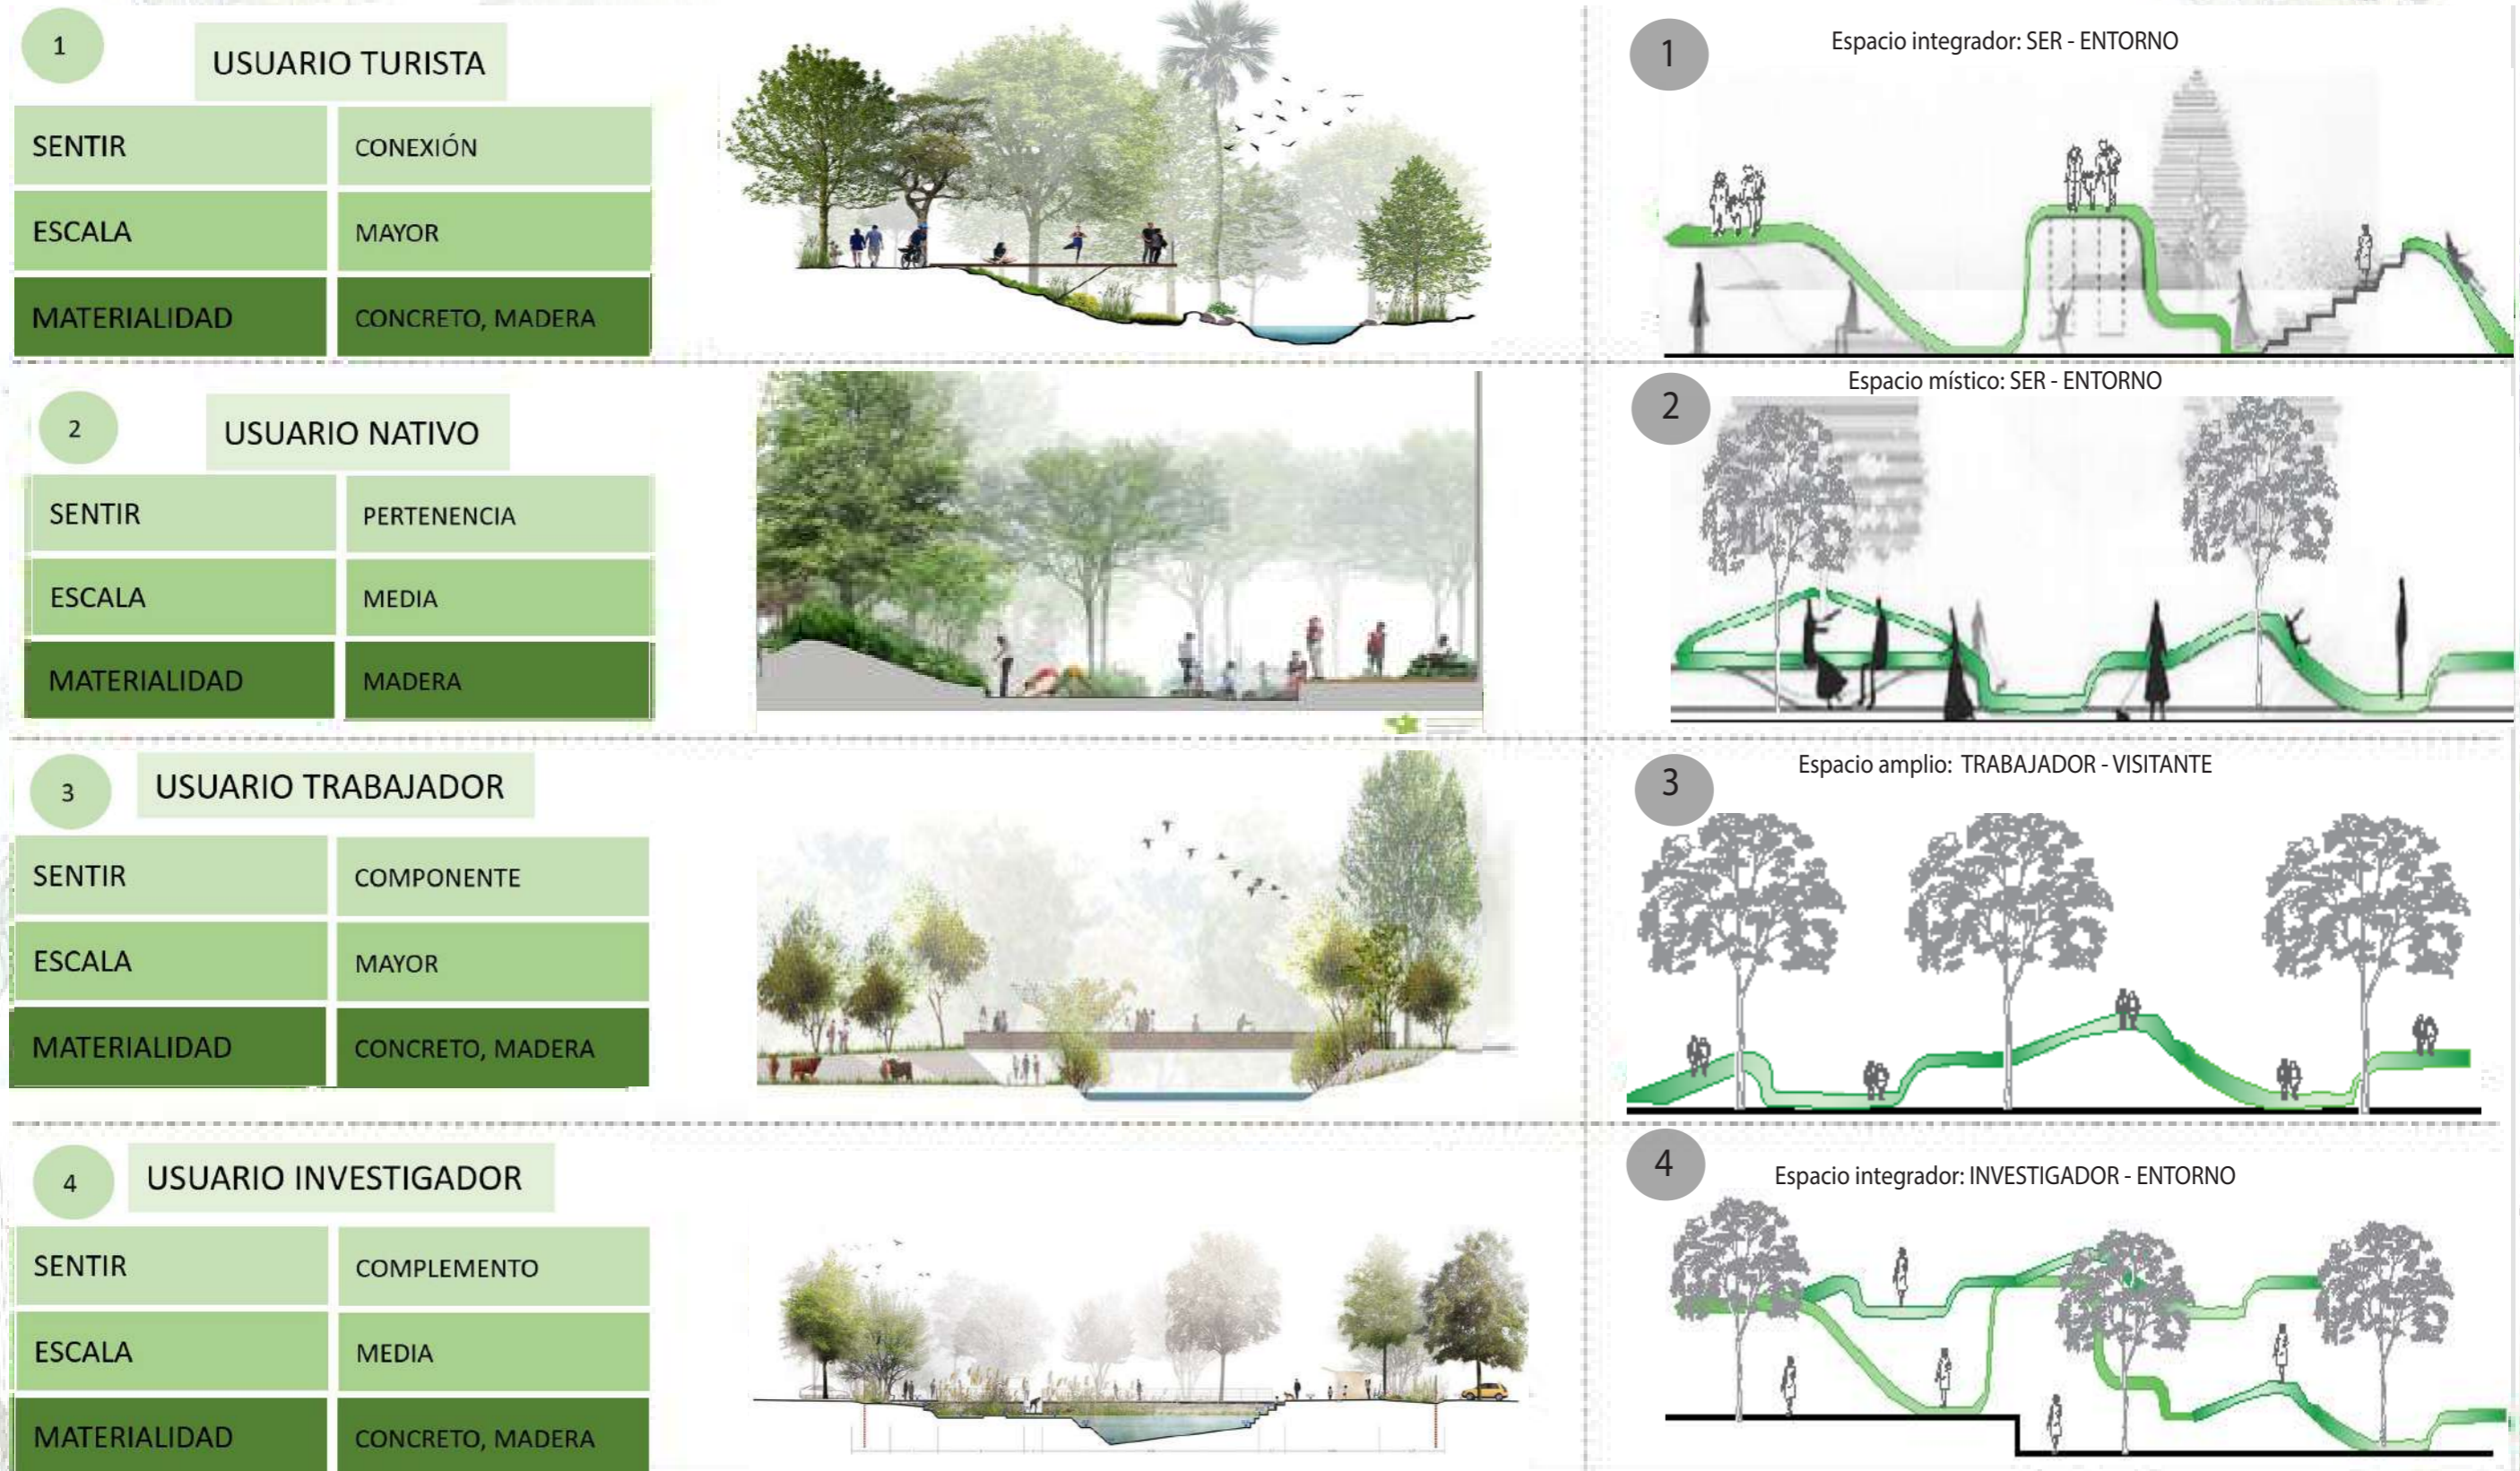 1
USUARIO TURISTA
SENTIR CONEXIÓN
ESCALA MAYOR
MATERIALIDAD CONCRETO, MADERA
1
Espacio integrador: SER - ENTORNO
2
USUARIO NATIVO
SENTIR PERTENENCIA
ESCALA MEDIA
MATERIALIDAD MADERA
2
Espacio místico: SER - ENTORNO
3
USUARIO TRABAJADOR
SENTIR COMPONENTE
ESCALA MAYOR
MATERIALIDAD CONCRETO, MADERA
3
Espacio amplio: TRABAJADOR - VISITANTE
4
USUARIO INVESTIGADOR
SENTIR COMPLEMENTO
ESCALA MEDIA
MATERIALIDAD CONCRETO, MADERA
4
Espacio integrador: INVESTIGADOR - ENTORNO